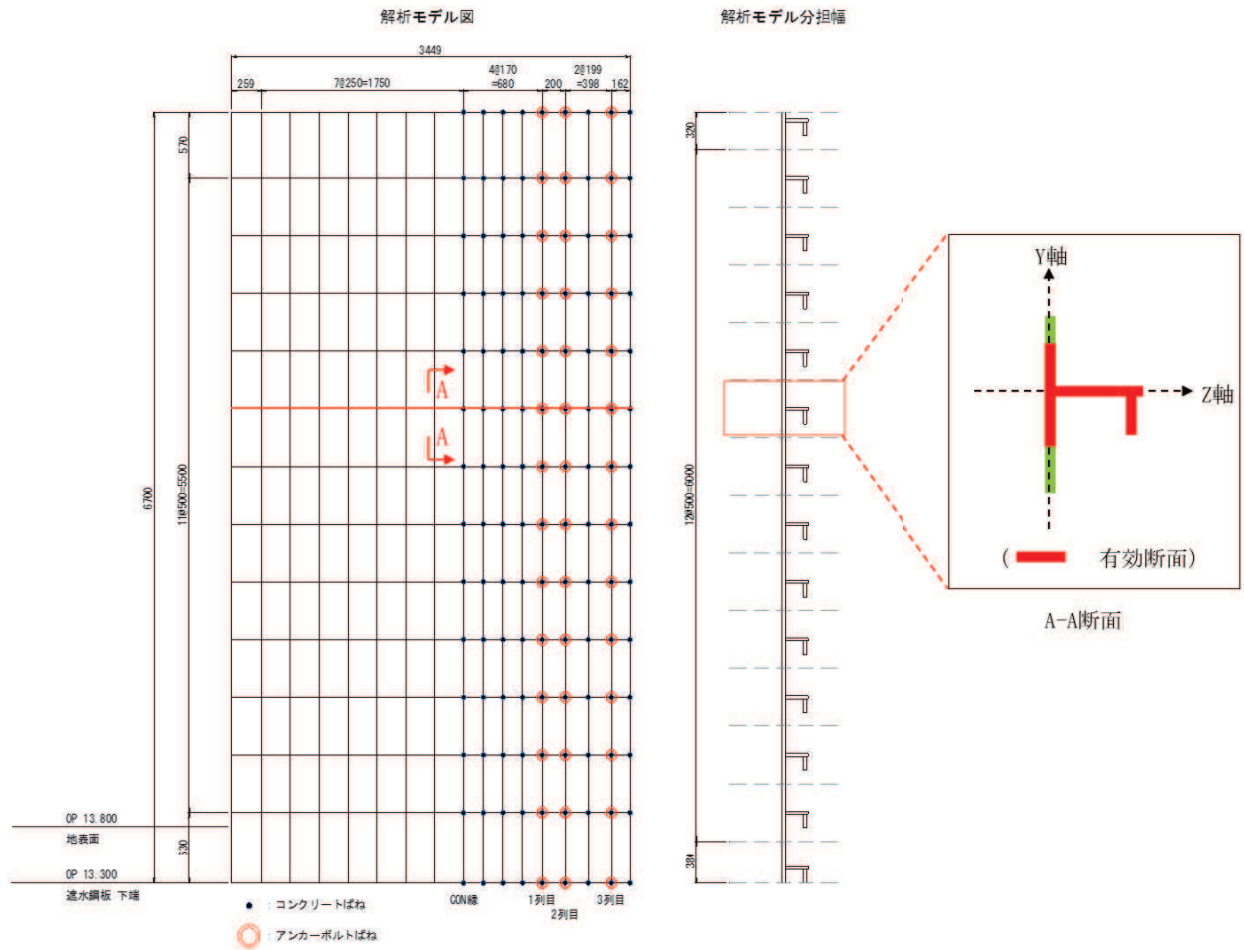 解析モデル図
解析モデル分担幅
3449
259
7@250=1750
4@170
=680
200
2@199
=398
162
570
11@500=5500
6700
630
320
12@500=6000
A
A
OP 13.800
地表面
OP 13.300
遮水鋼板 下端
CON縁
1列目
2列目
3列目
: コンクリートばね
: アンカーボルトばね
Y軸
Z軸
( 有効断面)
A-A断面